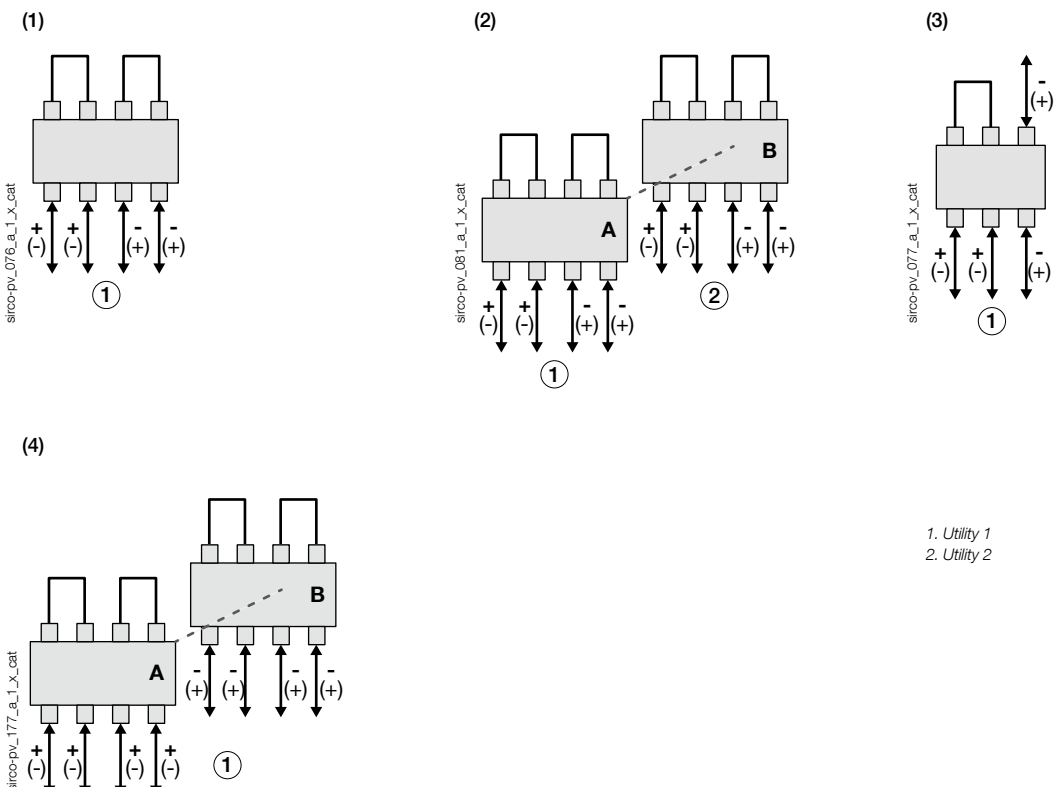 (1)
+ + - -
(-) (-) (+) (+)
1
sirco-pv_076_a_1_x_cat
(2)
B
+ + - -
(-) (-) (+) (+)
2
A
+ + - -
(-) (-) (+) (+)
1
sirco-pv_081_a_1_x_cat
(3)
-
(+)
+ + -
(-) (-) (+)
1
sirco-pv_077_a_1_x_cat
(4)
B
- - - -
(+) (+) (+) (+)
A
+ + + +
(-) (-) (-) (-)
1
sirco-pv_177_a_1_x_cat
1. Utility 1
2. Utility 2